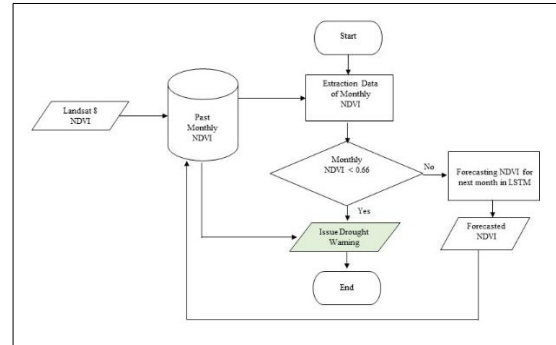 Start
Landsat 8
NDVI
Past
Monthly
NDVI
Extraction Data
of Monthly
NDVI
Monthly
NDVI < 0.66
No
Forecasting NDVI for
next month in LSTM
Yes
Issue Drought
Warning
Forecasted
NDVI
End